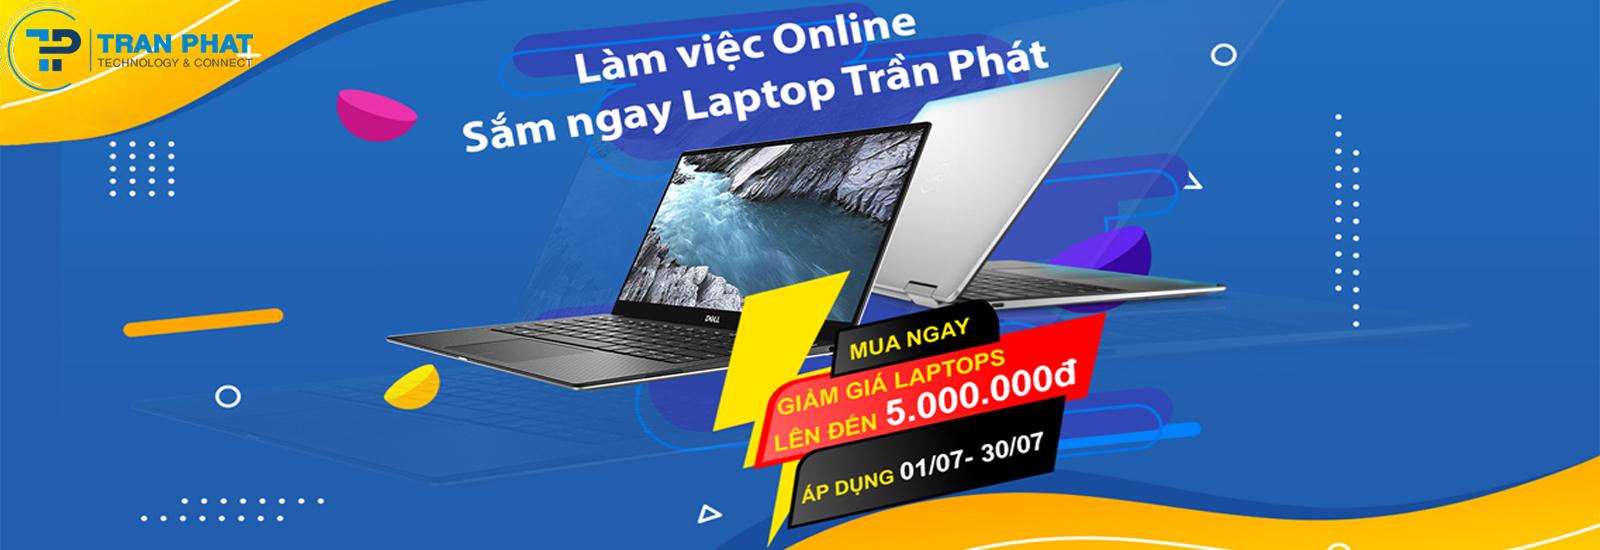 TRAN PHAT
TECHNOLOGY & CONNECT
Làm việc Online
Sắm ngay Laptop Trần Phát
DELL
MUA NGAY
GIẢM GIÁ LAPTOPS
LÊN ĐẾN 5.000.000đ
ÁP DỤNG 01/07- 30/07